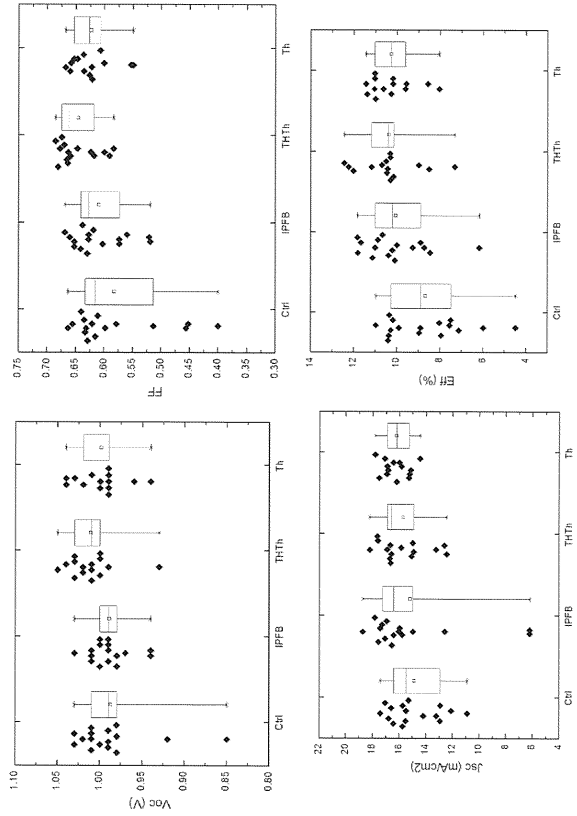 1.10
1.05
1.00
0.95
0.90
0.85
0.80
Voc (V)
Ctrl
IPFB
THTh
Th
0.75
0.70
0.65
0.60
0.55
0.50
0.45
0.40
0.35
0.30
FF
Ctrl
IPFB
THTh
Th
22
20
18
16
14
12
10
8
6
4
Jsc (mA/cm2)
Ctrl
IPFB
THTh
Th
14
12
10
8
6
4
Eff (%)
Ctrl
IPFB
THTh
Th